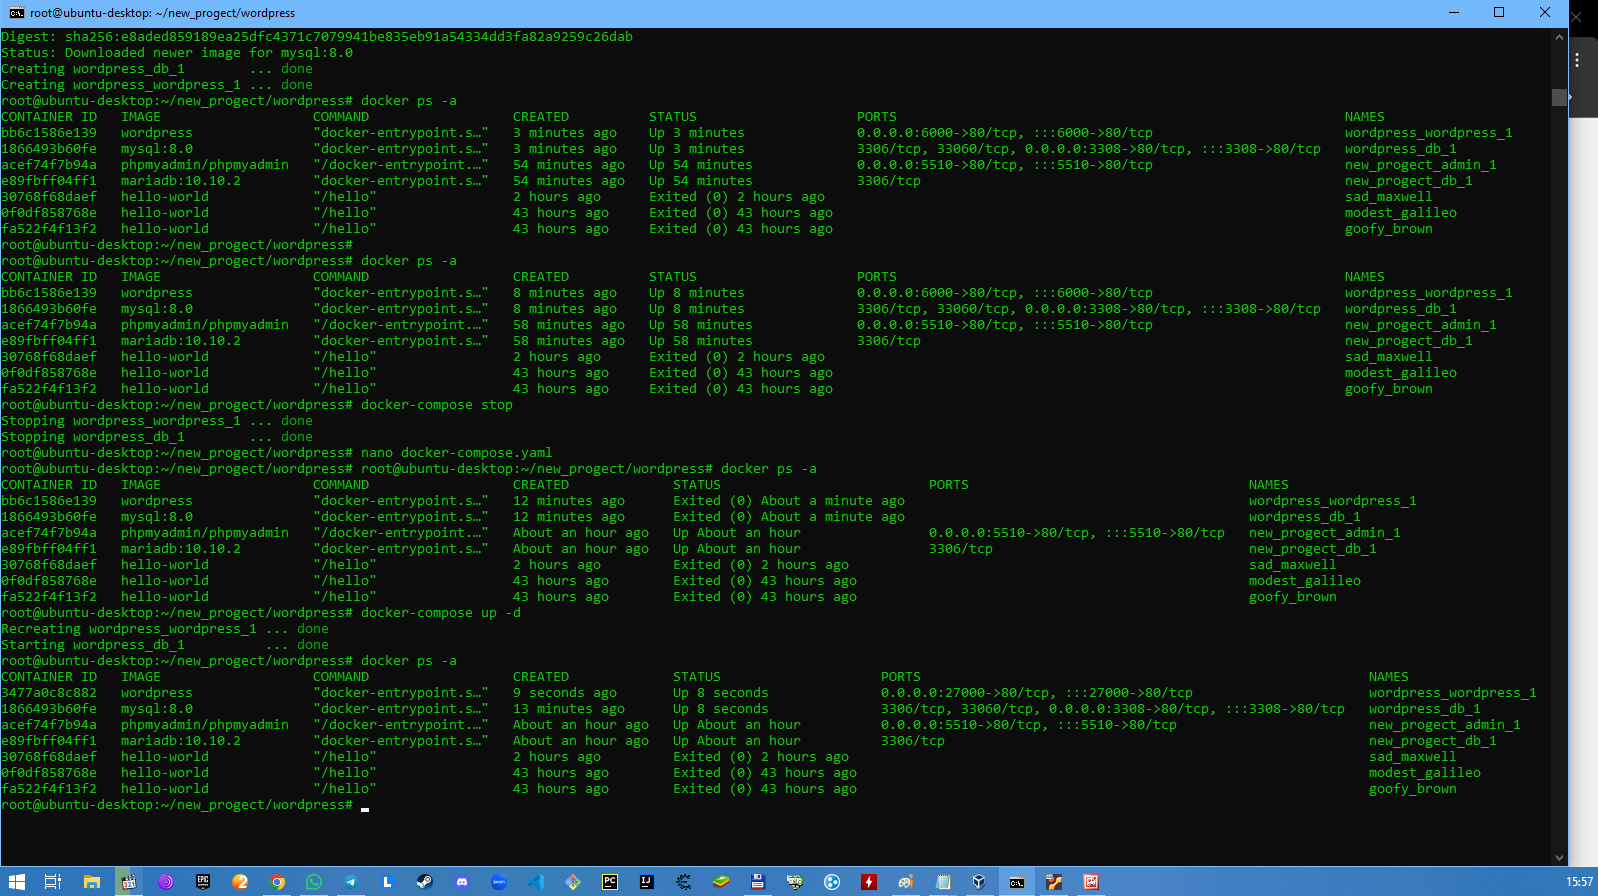 root@ubuntu-desktop: ~/new_progect/wordpress
Digest: sha256:e8aded859189ea25dfc4371c7079941be835eb91a54334dd3fa82a9259c26dab
Status: Downloaded newer image for mysql:8.0
Creating wordpress_db_1        ... done
Creating wordpress_wordpress_1 ... done
root@ubuntu-desktop:~/new_progect/wordpress# docker ps -a
CONTAINER ID   IMAGE                   COMMAND                  CREATED          STATUS                    PORTS                                                        NAMES
bb6c1586e139   wordpress               "docker-entrypoint.s…"   3 minutes ago    Up 3 minutes              0.0.0.0:6000->80/tcp, :::6000->80/tcp                        wordpress_wordpress_1
1866493b60fe   mysql:8.0               "docker-entrypoint.s…"   3 minutes ago    Up 3 minutes              3306/tcp, 33060/tcp, 0.0.0.0:3308->80/tcp, :::3308->80/tcp   wordpress_db_1
acef74f7b94a   phpmyadmin/phpmyadmin   "/docker-entrypoint.…"   54 minutes ago   Up 54 minutes             0.0.0.0:5510->80/tcp, :::5510->80/tcp                        new_progect_admin_1
e89fbff04ff1   mariadb:10.10.2         "docker-entrypoint.s…"   54 minutes ago   Up 54 minutes             3306/tcp                                                     new_progect_db_1
30768f68daef   hello-world             "/hello"                 2 hours ago      Exited (0) 2 hours ago                                                                 sad_maxwell
0f0df858768e   hello-world             "/hello"                 43 hours ago     Exited (0) 43 hours ago                                                                modest_galileo
fa522f4f13f2   hello-world             "/hello"                 43 hours ago     Exited (0) 43 hours ago                                                                goofy_brown
root@ubuntu-desktop:~/new_progect/wordpress#
root@ubuntu-desktop:~/new_progect/wordpress# docker ps -a
CONTAINER ID   IMAGE                   COMMAND                  CREATED          STATUS                    PORTS                                                        NAMES
bb6c1586e139   wordpress               "docker-entrypoint.s…"   8 minutes ago    Up 8 minutes              0.0.0.0:6000->80/tcp, :::6000->80/tcp                        wordpress_wordpress_1
1866493b60fe   mysql:8.0               "docker-entrypoint.s…"   8 minutes ago    Up 8 minutes              3306/tcp, 33060/tcp, 0.0.0.0:3308->80/tcp, :::3308->80/tcp   wordpress_db_1
acef74f7b94a   phpmyadmin/phpmyadmin   "/docker-entrypoint.…"   58 minutes ago   Up 58 minutes             0.0.0.0:5510->80/tcp, :::5510->80/tcp                        new_progect_admin_1
e89fbff04ff1   mariadb:10.10.2         "docker-entrypoint.s…"   58 minutes ago   Up 58 minutes             3306/tcp                                                     new_progect_db_1
30768f68daef   hello-world             "/hello"                 2 hours ago      Exited (0) 2 hours ago                                                                 sad_maxwell
0f0df858768e   hello-world             "/hello"                 43 hours ago     Exited (0) 43 hours ago                                                                modest_galileo
fa522f4f13f2   hello-world             "/hello"                 43 hours ago     Exited (0) 43 hours ago                                                                goofy_brown
root@ubuntu-desktop:~/new_progect/wordpress# docker-compose stop
Stopping wordpress_wordpress_1 ... done
Stopping wordpress_db_1        ... done
root@ubuntu-desktop:~/new_progect/wordpress# nano docker-compose.yaml
root@ubuntu-desktop:~/new_progect/wordpress# root@ubuntu-desktop:~/new_progect/wordpress# docker ps -a
CONTAINER ID   IMAGE                   COMMAND                  CREATED             STATUS                          PORTS                                   NAMES
bb6c1586e139   wordpress               "docker-entrypoint.s…"   12 minutes ago      Exited (0) About a minute ago                                           wordpress_wordpress_1
1866493b60fe   mysql:8.0               "docker-entrypoint.s…"   12 minutes ago      Exited (0) About a minute ago                                           wordpress_db_1
acef74f7b94a   phpmyadmin/phpmyadmin   "/docker-entrypoint.…"   About an hour ago   Up About an hour                0.0.0.0:5510->80/tcp, :::5510->80/tcp   new_progect_admin_1
e89fbff04ff1   mariadb:10.10.2         "docker-entrypoint.s…"   About an hour ago   Up About an hour                3306/tcp                                new_progect_db_1
30768f68daef   hello-world             "/hello"                 2 hours ago         Exited (0) 2 hours ago                                                  sad_maxwell
0f0df858768e   hello-world             "/hello"                 43 hours ago        Exited (0) 43 hours ago                                                 modest_galileo
fa522f4f13f2   hello-world             "/hello"                 43 hours ago        Exited (0) 43 hours ago                                                 goofy_brown
root@ubuntu-desktop:~/new_progect/wordpress# docker-compose up -d
Recreating wordpress_wordpress_1 ... done
Starting wordpress_db_1          ... done
root@ubuntu-desktop:~/new_progect/wordpress# docker ps -a
CONTAINER ID   IMAGE                   COMMAND                  CREATED             STATUS                    PORTS                                                        NAMES
3477a0c8c882   wordpress               "docker-entrypoint.s…"   9 seconds ago       Up 8 seconds              0.0.0.0:27000->80/tcp, :::27000->80/tcp                      wordpress_wordpress_1
1866493b60fe   mysql:8.0               "docker-entrypoint.s…"   13 minutes ago      Up 8 seconds              3306/tcp, 33060/tcp, 0.0.0.0:3308->80/tcp, :::3308->80/tcp   wordpress_db_1
acef74f7b94a   phpmyadmin/phpmyadmin   "/docker-entrypoint.…"   About an hour ago   Up About an hour          0.0.0.0:5510->80/tcp, :::5510->80/tcp                        new_progect_admin_1
e89fbff04ff1   mariadb:10.10.2         "docker-entrypoint.s…"   About an hour ago   Up About an hour          3306/tcp                                                     new_progect_db_1
30768f68daef   hello-world             "/hello"                 2 hours ago         Exited (0) 2 hours ago                                                                 sad_maxwell
0f0df858768e   hello-world             "/hello"                 43 hours ago        Exited (0) 43 hours ago                                                                modest_galileo
fa522f4f13f2   hello-world             "/hello"                 43 hours ago        Exited (0) 43 hours ago                                                                goofy_brown
root@ubuntu-desktop:~/new_progect/wordpress#
15:57